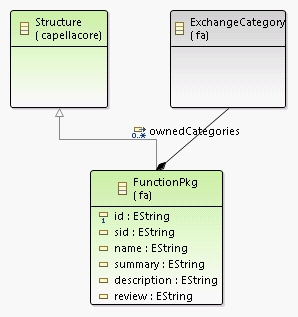 Structure
(capellacore)
ExchangeCategory
(fa)
0..*
ownedCategories
FunctionPkg
(fa)
1
id : EString
sid : EString
name : EString
summary : EString
description : EString
review : EString